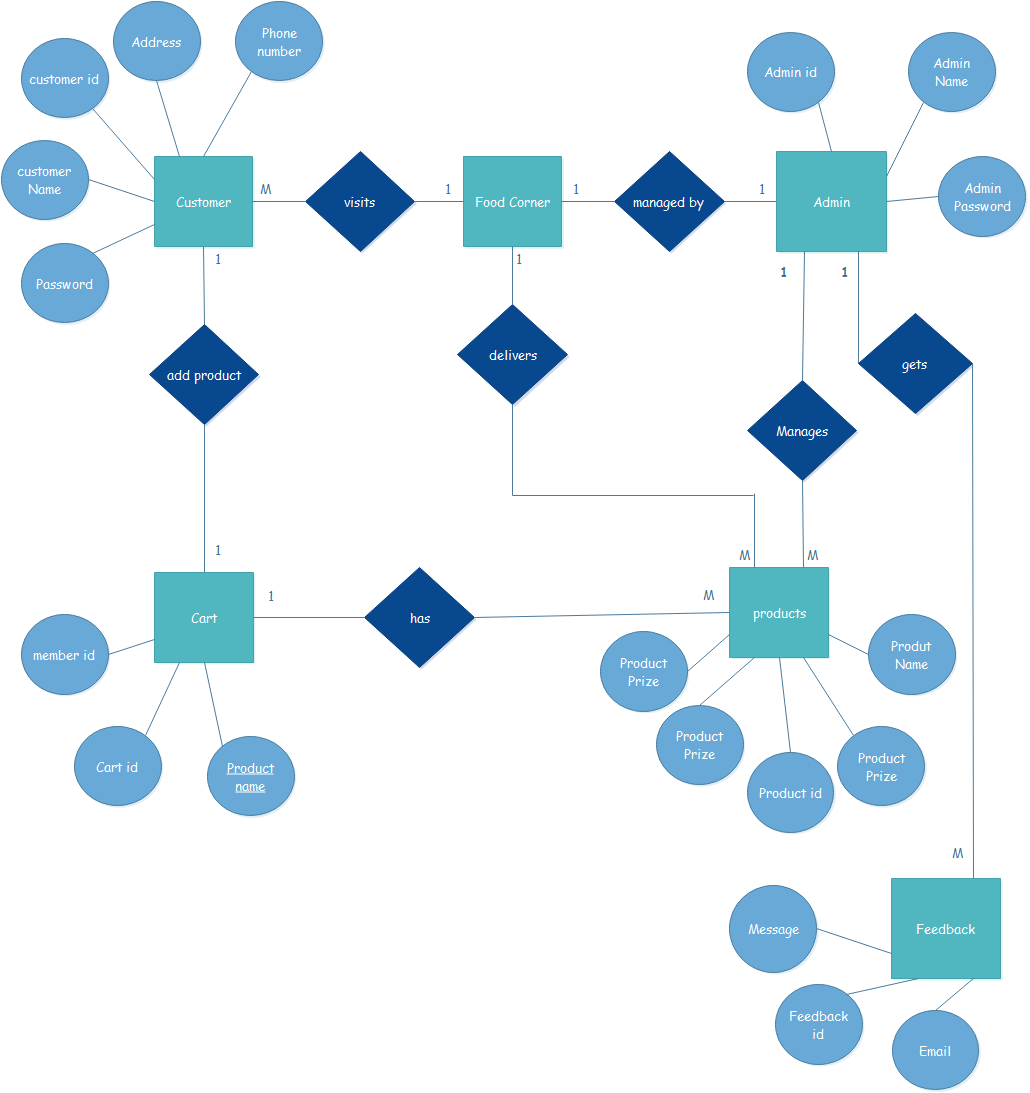 Address
Phone
number
customer id
Admin id
Admin
Name
customer
Name
Admin
Password
M
1
1
1
Customer
visits
Food Corner
managed by
Admin
Password
1
1
1
1
delivers
add product
gets
Manages
1
M
M
1
M
Cart
has
products
member id
Product
Prize
Produt
Name
Product
Prize
Cart id
Product
name
Product id
Product
Prize
M
Message
Feedback
Feedback
id
Email